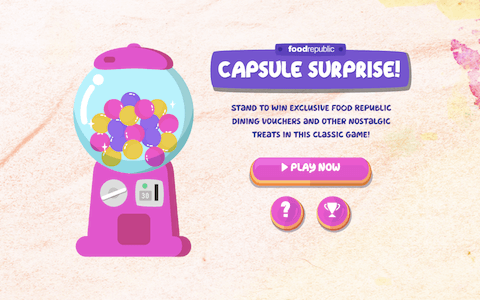 foodrepublic
CAPSULE SURPRISE!
STAND TO WIN EXCLUSIVE FOOD REPUBLIC
DINING VOUCHERS AND OTHER NOSTALGIC
TREATS IN THIS CLASSIC GAME!
PLAY NOW
?